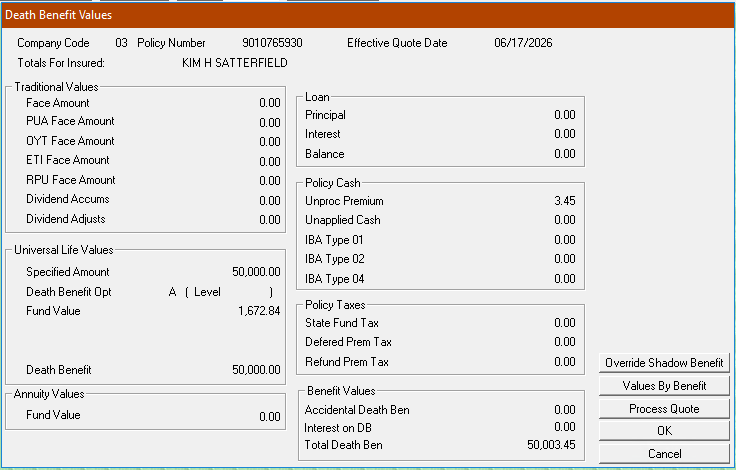 Death Benefit Values
Company Code 03 Policy Number 9010765930 Effective Quote Date 06/17/2026
Totals For Insured: KIM H SATTERFIELD
Traditional Values
Face Amount 0.00
PUA Face Amount 0.00
OYT Face Amount 0.00
ETI Face Amount 0.00
RPU Face Amount 0.00
Dividend Accums 0.00
Dividend Adjusts 0.00
Universal Life Values
Specified Amount 50,000.00
Death Benefit Opt A ( Level )
Fund Value 1,672.84
Death Benefit 50,000.00
Annuity Values
Fund Value 0.00
Loan
Principal 0.00
Interest 0.00
Balance 0.00
Policy Cash
Unproc Premium 3.45
Unapplied Cash 0.00
IBA Type 01 0.00
IBA Type 02 0.00
IBA Type 04 0.00
Policy Taxes
State Fund Tax 0.00
Defered Prem Tax 0.00
Refund Prem Tax 0.00
Benefit Values
Accidental Death Ben 0.00
Interest on DB 0.00
Total Death Ben 50,003.45
Override Shadow Benefit
Values By Benefit
Process Quote
OK
Cancel